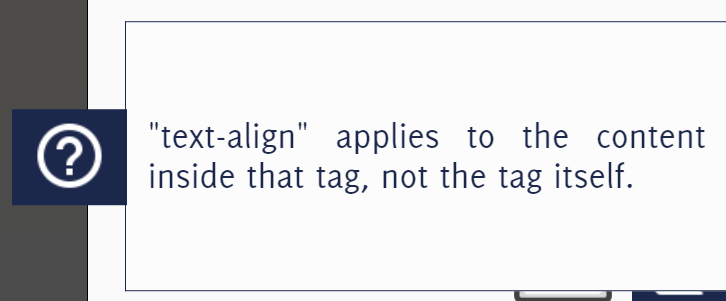 "text-align" applies to the content
inside that tag, not the tag itself.